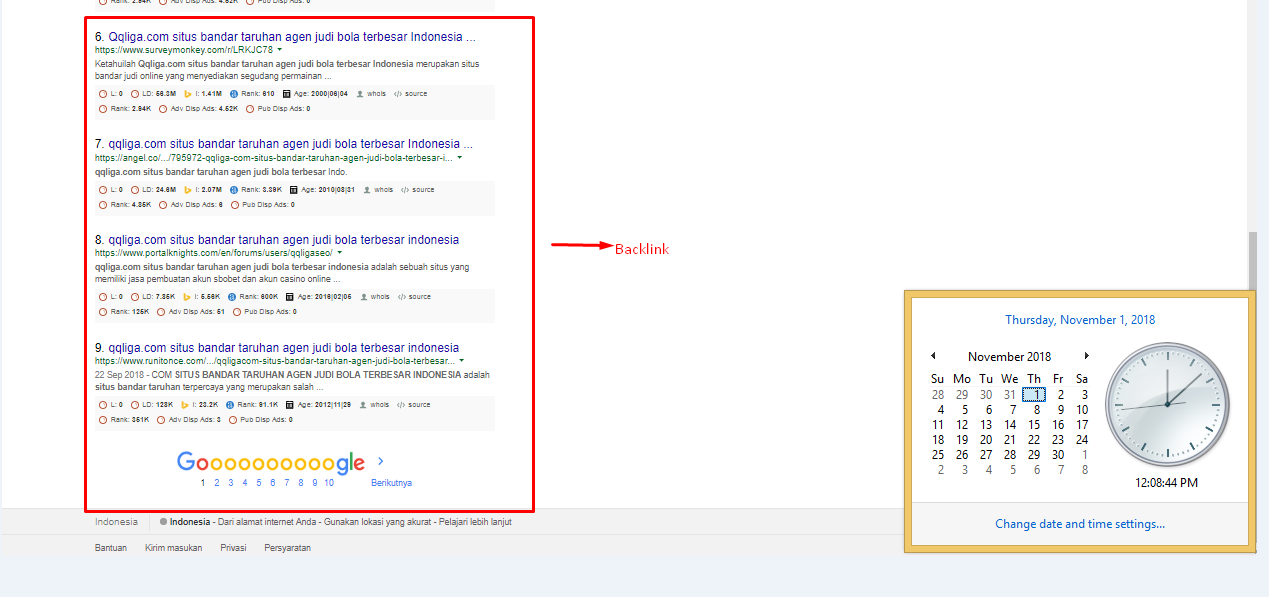 Rank: 2.94K Adv Disp Ads: 4.62K Pub Disp Ads: 0
6. Qqliga.com situs bandar taruhan agen judi bola terbesar Indonesia ...
https://www.surveymonkey.com/r/LRKJC78
Ketahuilah Qqliga.com situs bandar taruhan agen judi bola terbesar Indonesia merupakan situs
bandar judi online yang menyediakan segudang permainan ...
L: 0 LD: 56.3M I: 1.41M Rank: 610 Age: 2000|06|04 whois </> source
Rank: 2.94K Adv Disp Ads: 4.52K Pub Disp Ads: 0
7. qqliga.com situs bandar taruhan agen judi bola terbesar Indonesia ...
https://angel.co/.../795972-qqliga-com-situs-bandar-taruhan-agen-judi-bola-terbesar-i...
qqliga.com situs bandar taruhan agen judi bola terbesar Indo.
L: 0 LD: 24.6M I: 2.07M Rank: 3.39K Age: 2010|03|31 whois </> source
Rank: 4.35K Adv Disp Ads: 6 Pub Disp Ads: 0
8. qqliga.com situs bandar taruhan agen judi bola terbesar indonesia
https://www.portalknights.com/en/forums/users/qqligaseo/
qqliga.com situs bandar taruhan agen judi bola terbesar indonesia adalah sebuah situs yang
memiliki jasa pembuatan akun sbobet dan akun casino online ...
L: 0 LD: 7.35K I: 5.56K Rank: 600K Age: 2016|02|05 whois </> source
Rank: 125K Adv Disp Ads: 51 Pub Disp Ads: 0
9. qqliga.com situs bandar taruhan agen judi bola terbesar indonesia
https://www.runitonce.com/.../qqligacom-situs-bandar-taruhan-agen-judi-bola-terbesar...
22 Sep 2018 - COM SITUS BANDAR TARUHAN AGEN JUDI BOLA TERBESAR INDONESIA adalah
situs bandar taruhan terpercaya yang merupakan salah ...
L: 0 LD: 123K I: 23.2K Rank: 91.1K Age: 2012|11|29 whois </> source
Rank: 351K Adv Disp Ads: 3 Pub Disp Ads: 0
Goooooooooogle >
1 2 3 4 5 6 7 8 9 10 Berikutnya
Indonesia Indonesia - Dari alamat internet Anda - Gunakan lokasi yang akurat - Pelajari lebih lanjut
Bantuan Kirim masukan Privasi Persyaratan
Backlink
Thursday, November 1, 2018
November 2018
Su Mo Tu We Th Fr Sa
28 29 30 31 1 2 3
4 5 6 7 8 9 10
11 12 13 14 15 16 17
18 19 20 21 22 23 24
25 26 27 28 29 30 1
2 3 4 5 6 7 8
12:08:44 PM
Change date and time settings...